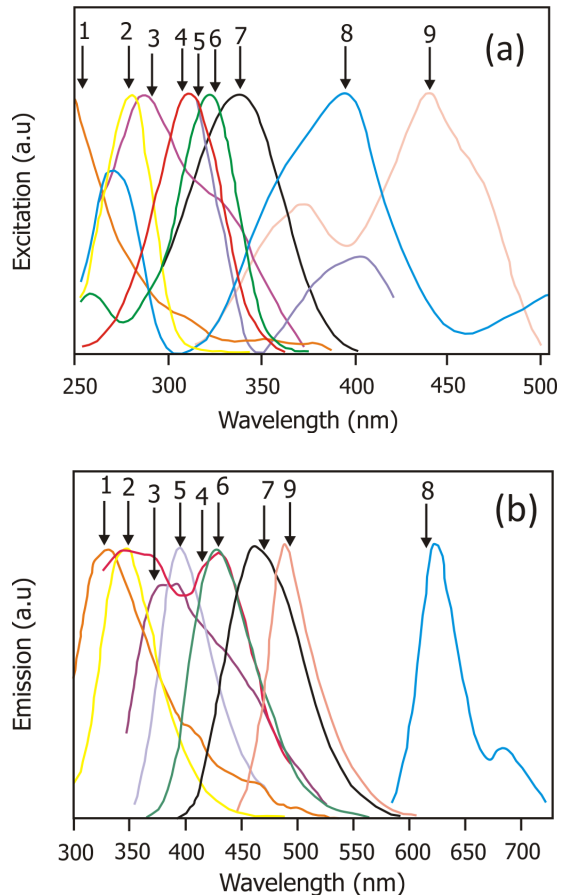 1 2 3 4 5 6 7 8 9
(a)
Excitation (a.u)
250 300 350 400 450 500
Wavelength (nm)
1 2 3 5 4 6 7 9 8
(b)
Emission (a.u)
300 350 400 450 500 550 600 650 700
Wavelength (nm)